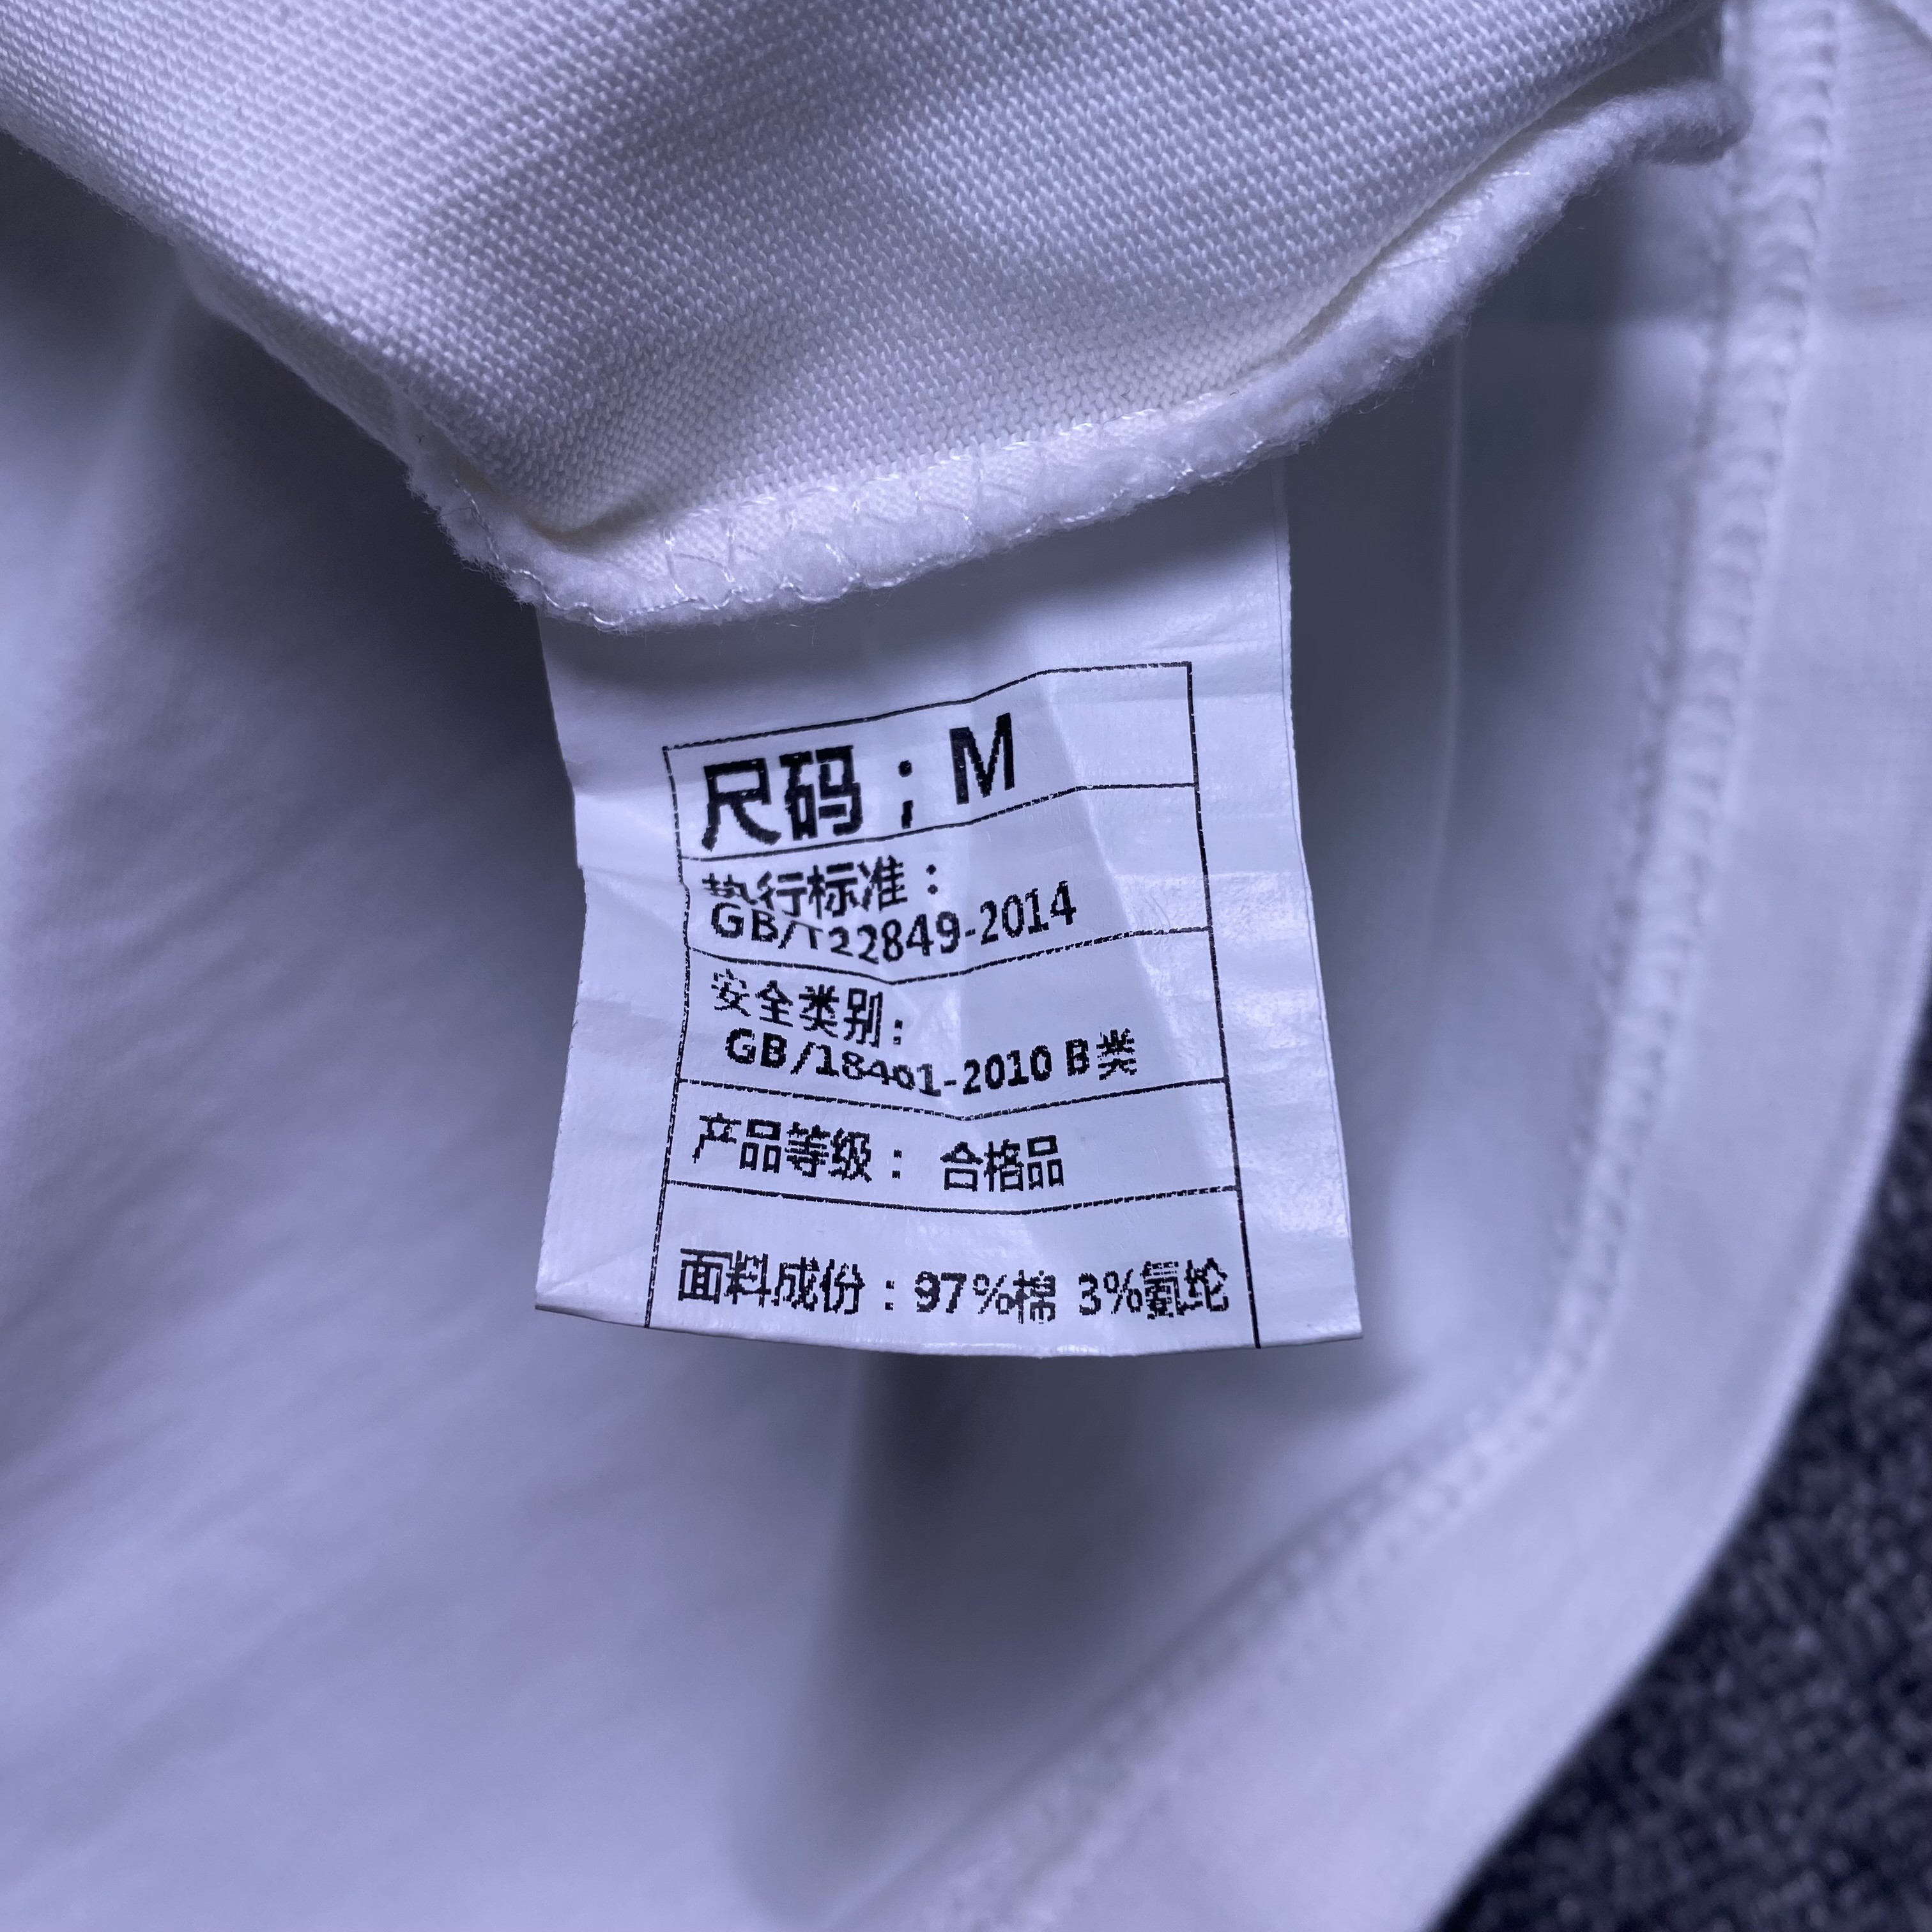 尺码；M
执行标准：
GB/T22849-2014
安全类别：
GB/18401-2010 B类
产品等级： 合格品
面料成份：97%棉 3%氨纶